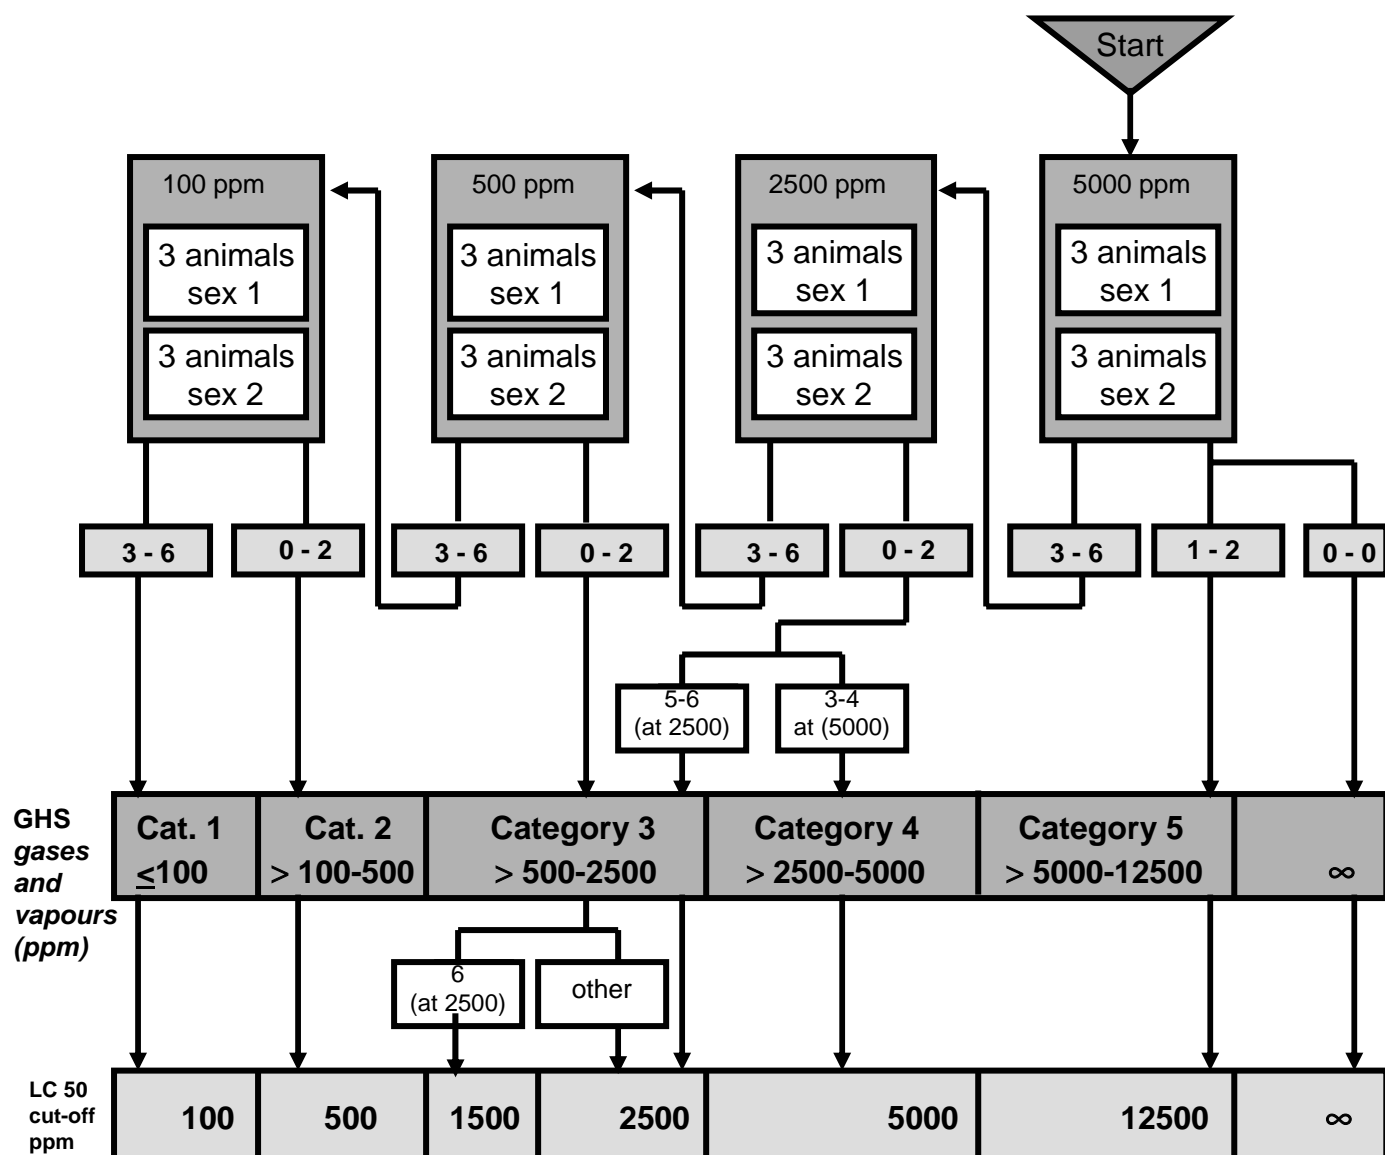 Start
100 ppm
500 ppm
2500 ppm
5000 ppm
3 animals
sex 1
3 animals
sex 1
3 animals
sex 1
3 animals
sex 1
3 animals
sex 2
3 animals
sex 2
3 animals
sex 2
3 animals
sex 2
3 - 6
0 - 2
3 - 6
0 - 2
3 - 6
0 - 2
3 - 6
1 - 2
0 - 0
5-6
(at 2500)
3-4
at (5000)
GHS
gases
and
vapours
(ppm)
Cat. 1
≤100
Cat. 2
> 100-500
Category 3
> 500-2500
Category 4
> 2500-5000
Category 5
> 5000-12500
∞
6
(at 2500)
other
LC 50
cut-off
ppm
100
500
1500
2500
5000
12500
∞